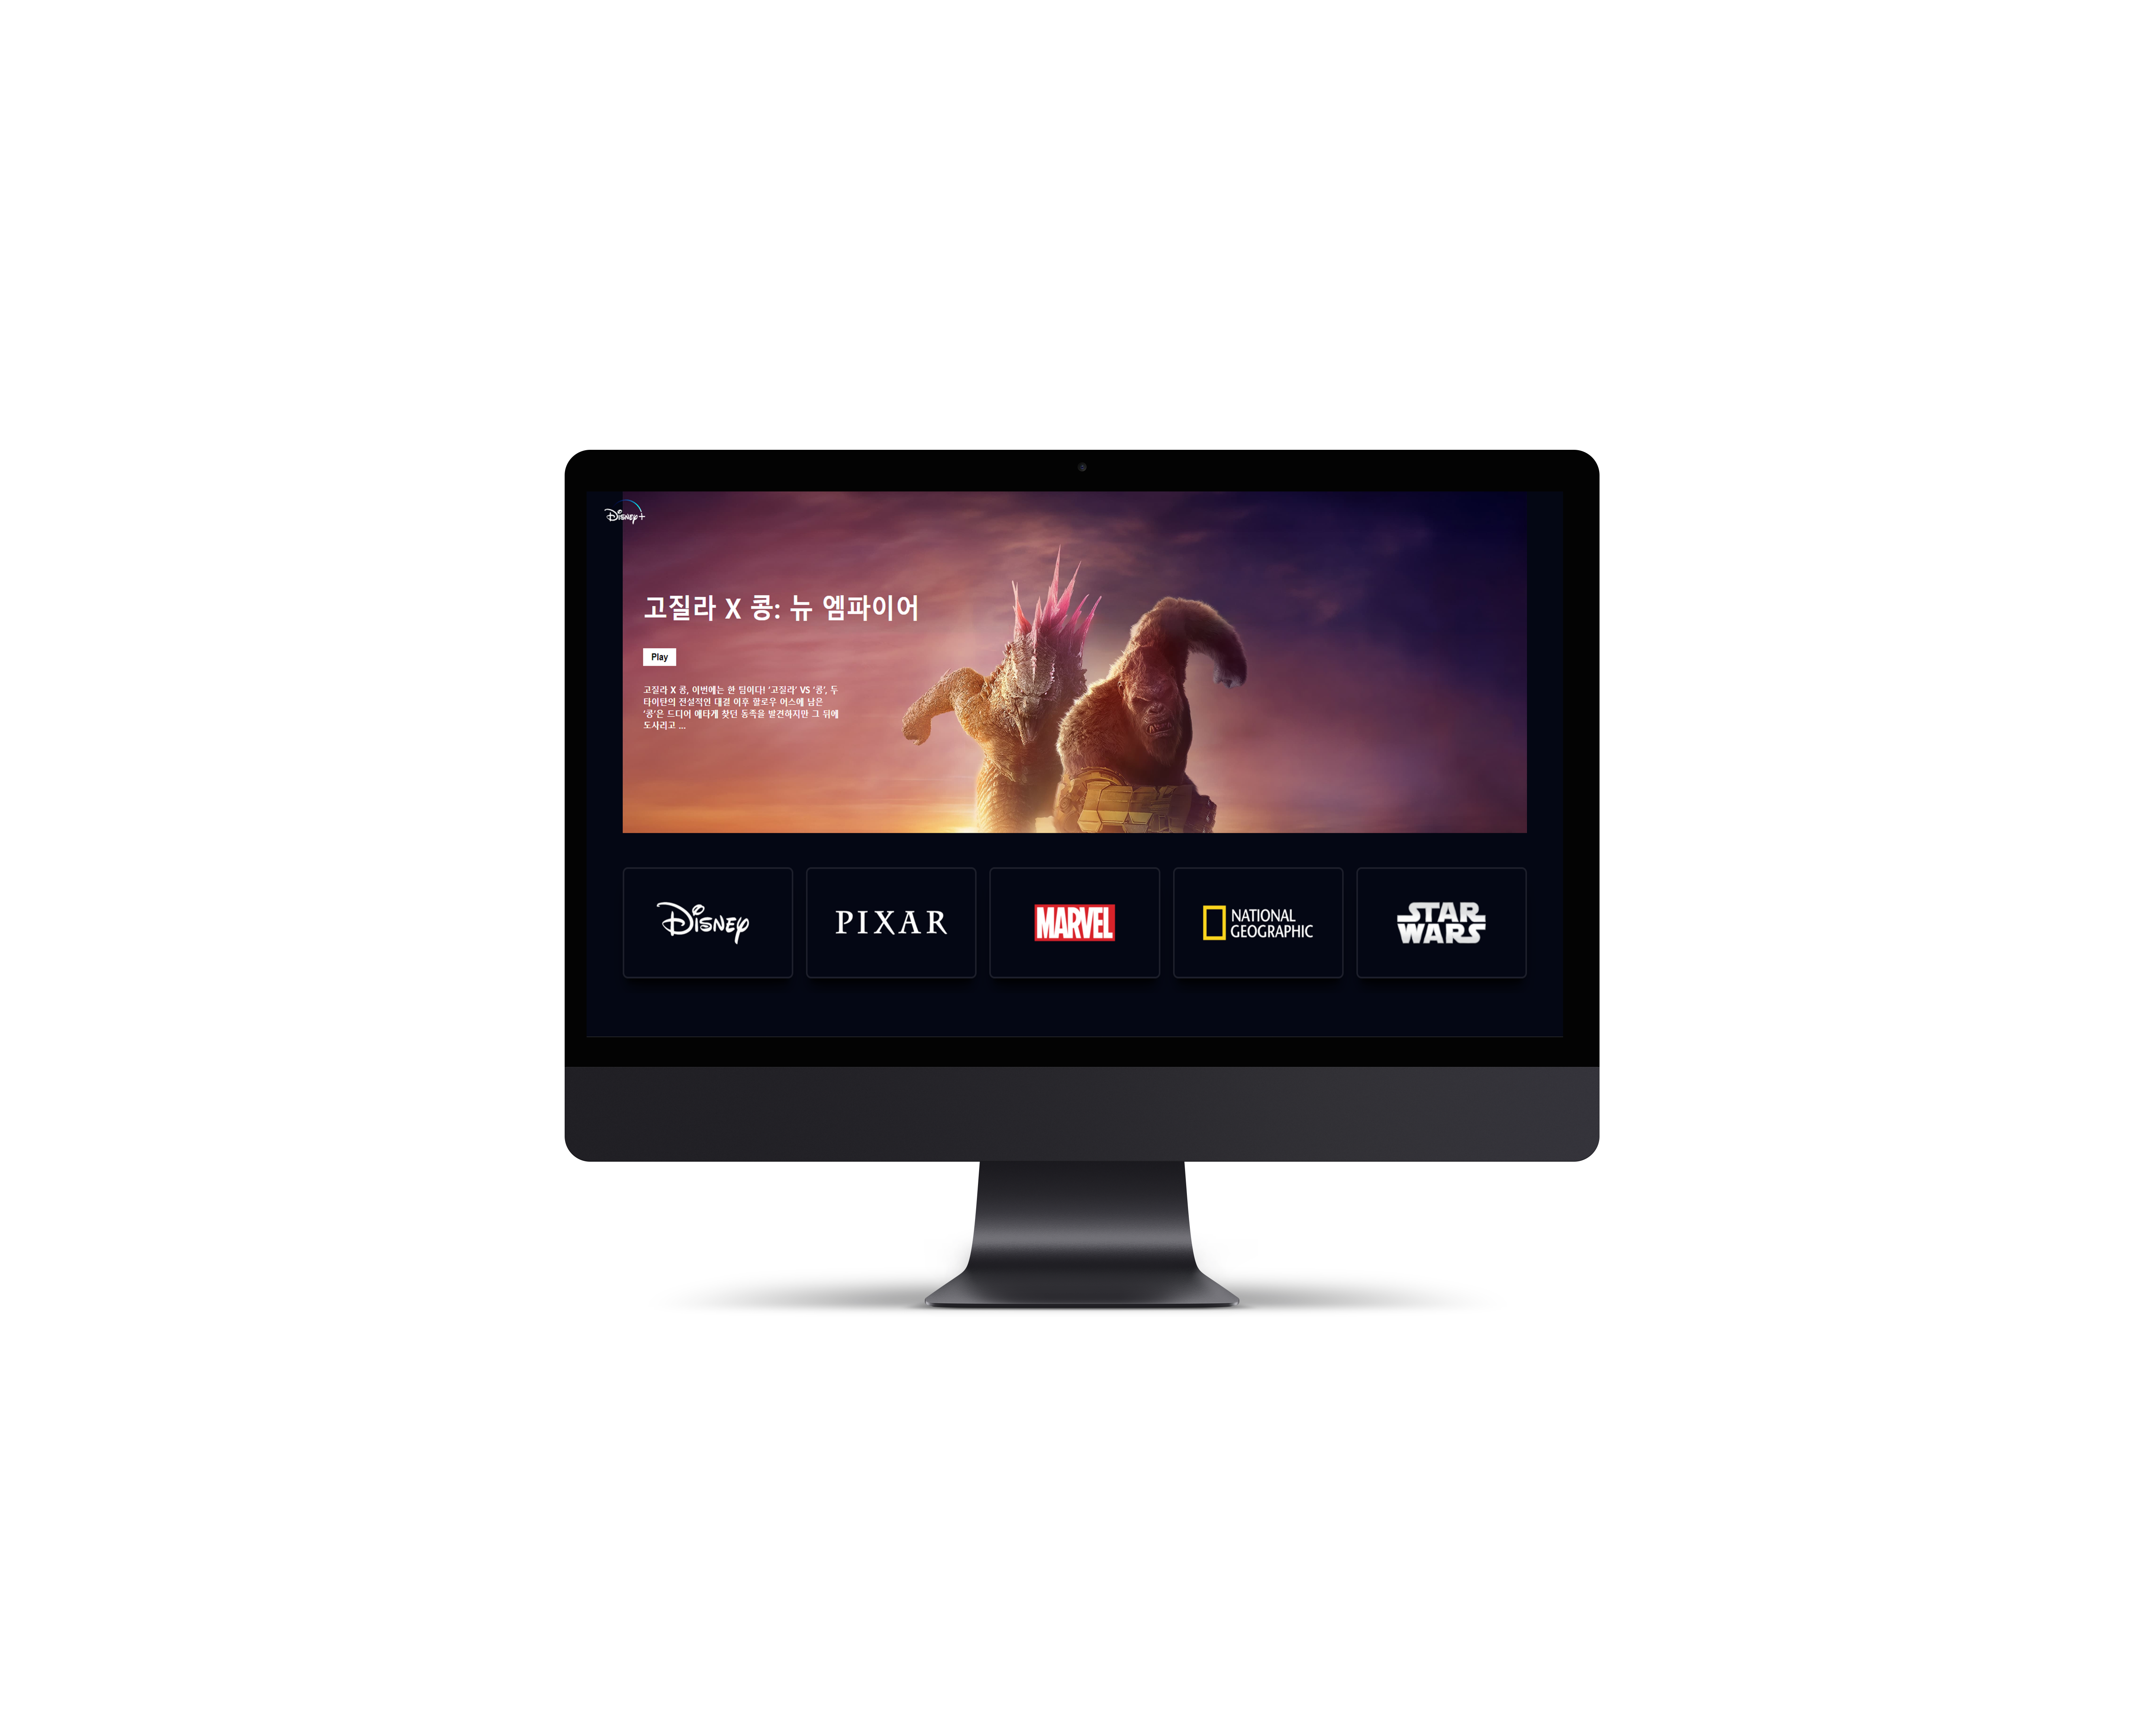 Disney+
고질라 X 콩: 뉴 엠파이어
Play
고질라 X 콩, 이번에는 한 팀이다! ‘고질라’ VS ‘콩’, 두
타이탄의 전설적인 대결 이후 할로우 어스에 남은
‘콩’은 드디어 애타게 찾던 동족을 발견하지만 그 뒤에
도사리고 ...
Disney
PIXAR
MARVEL
NATIONAL
GEOGRAPHIC
STAR
WARS